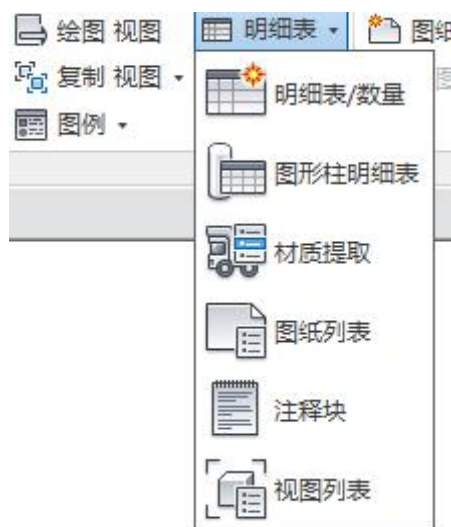 绘图 视图
明细表
复制 视图
图例
明细表/数量
图形柱明细表
材质提取
图纸列表
注释块
视图列表